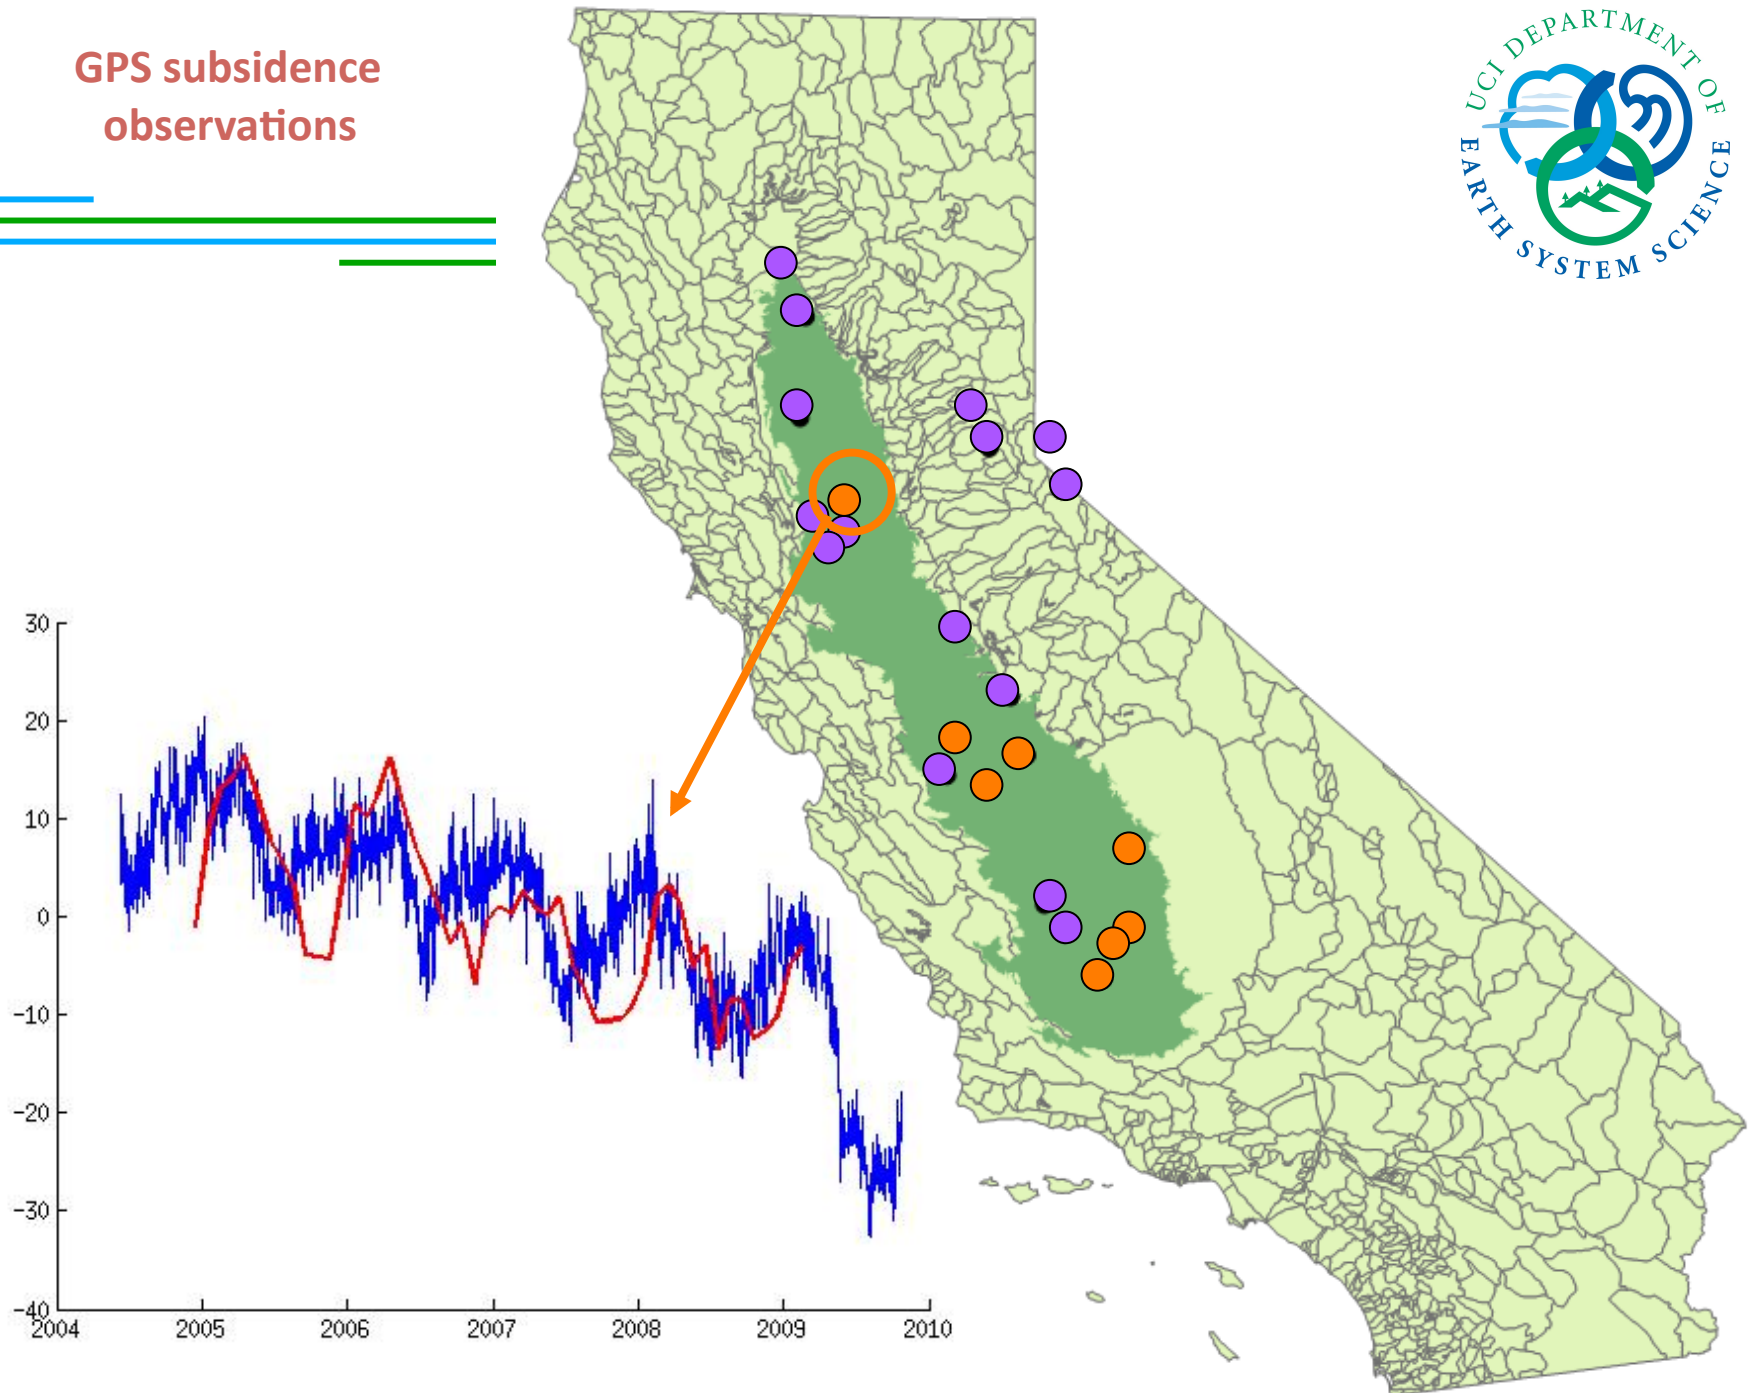 GPS subsidence
observations
UCI DEPARTMENT OF
EARTH SYSTEM SCIENCE
30
20
10
0
-10
-20
-30
-40
2004 2005 2006 2007 2008 2009 2010